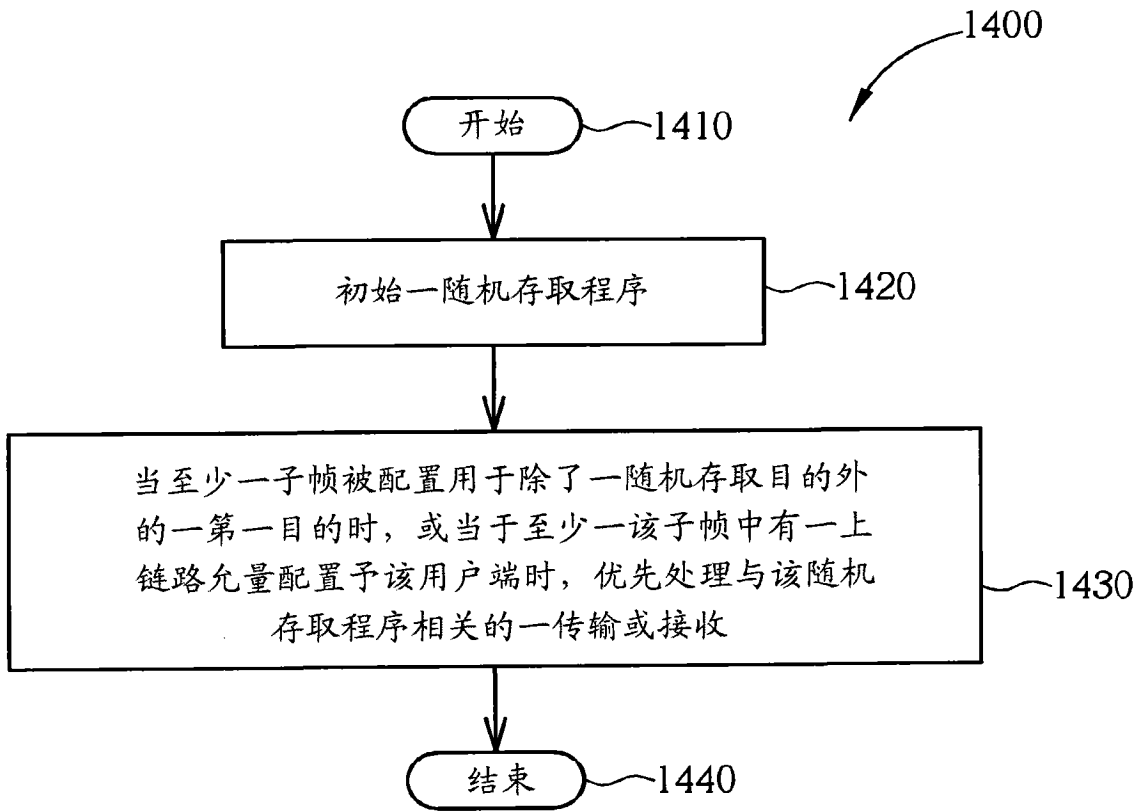 1400
开始
1410
初始一随机存取程序
1420
当至少一子帧被配置用于除了一随机存取目的外
的一第一目的时，或当于至少一该子帧中有一上
链路允量配置予该用户端时，优先处理与该随机
存取程序相关的一传输或接收
1430
结束
1440